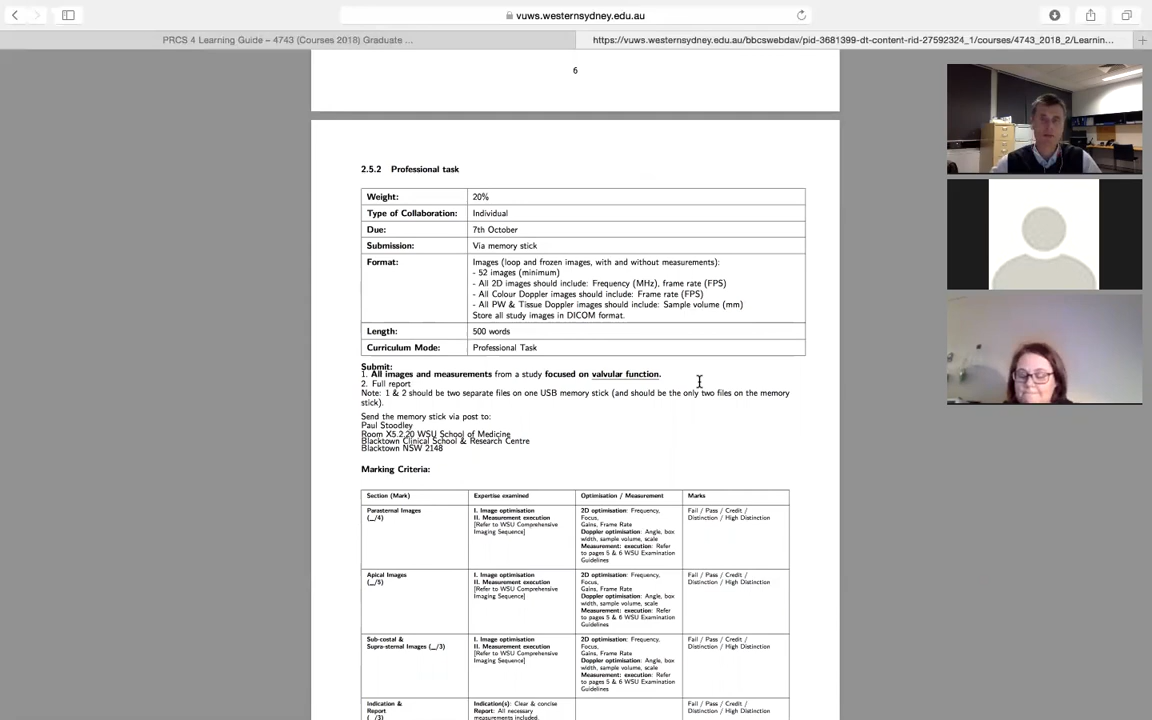 vuws.westernsydney.edu.au
PRCS 4 Learning Guide – 4743 (Courses 2018) Graduate ...
https://vuws.westernsydney.edu.au/bbcswebdav/pid-3681399-dt-content-rid-27592324_1/courses/4743_2018_2/Learnin...
6
2.5.2 Professional task
Weight: 20%
Type of Collaboration: Individual
Due: 7th October
Submission: Via memory stick
Format: Images (loop and frozen images, with and without measurements):
- 52 images (minimum)
- All 2D images should include: Frequency (MHz), frame rate (FPS)
- All Colour Doppler images should include: Frame rate (FPS)
- All PW & Tissue Doppler images should include: Sample volume (mm)
Store all study images in DICOM format.
Length: 500 words
Curriculum Mode: Professional Task
Submit:
1. All images and measurements from a study focused on valvular function.
2. Full report
Note: 1 & 2 should be two separate files on one USB memory stick (and should be the only two files on the memory
stick).
Send the memory stick via post to:
Paul Stoodley
Room X5.2.20 WSU School of Medicine
Blacktown Clinical School & Research Centre
Blacktown NSW 2148
Marking Criteria:
Section (Mark) Expertise examined Optimisation / Measurement Marks
Parasternal Images I. Image optimisation 2D optimisation: Frequency, Fail / Pass / Credit /
(__/4) II. Measurement execution Focus, Distinction / High Distinction
[Refer to WSU Comprehensive Gains, Frame Rate
Imaging Sequence] Doppler optimisation: Angle, box
width, sample volume, scale
Measurement: execution: Refer
to pages 5 & 6 WSU Examination
Guidelines
Apical Images I. Image optimisation 2D optimisation: Frequency, Fail / Pass / Credit /
(__/5) II. Measurement execution Focus, Distinction / High Distinction
[Refer to WSU Comprehensive Gains, Frame Rate
Imaging Sequence] Doppler optimisation: Angle, box
width, sample volume, scale
Measurement: execution: Refer
to pages 5 & 6 WSU Examination
Guidelines
Sub-costal & I. Image optimisation 2D optimisation: Frequency, Fail / Pass / Credit /
Supra-sternal Images (__/3) II. Measurement execution Focus, Distinction / High Distinction
[Refer to WSU Comprehensive Gains, Frame Rate
Imaging Sequence] Doppler optimisation: Angle, box
width, sample volume, scale
Measurement: execution: Refer
to pages 5 & 6 WSU Examination
Guidelines
Indication & Indication(s): Clear & concise Fail / Pass / Credit /
Report Report: All necessary Distinction / High Distinction
(__/3) measurements included.